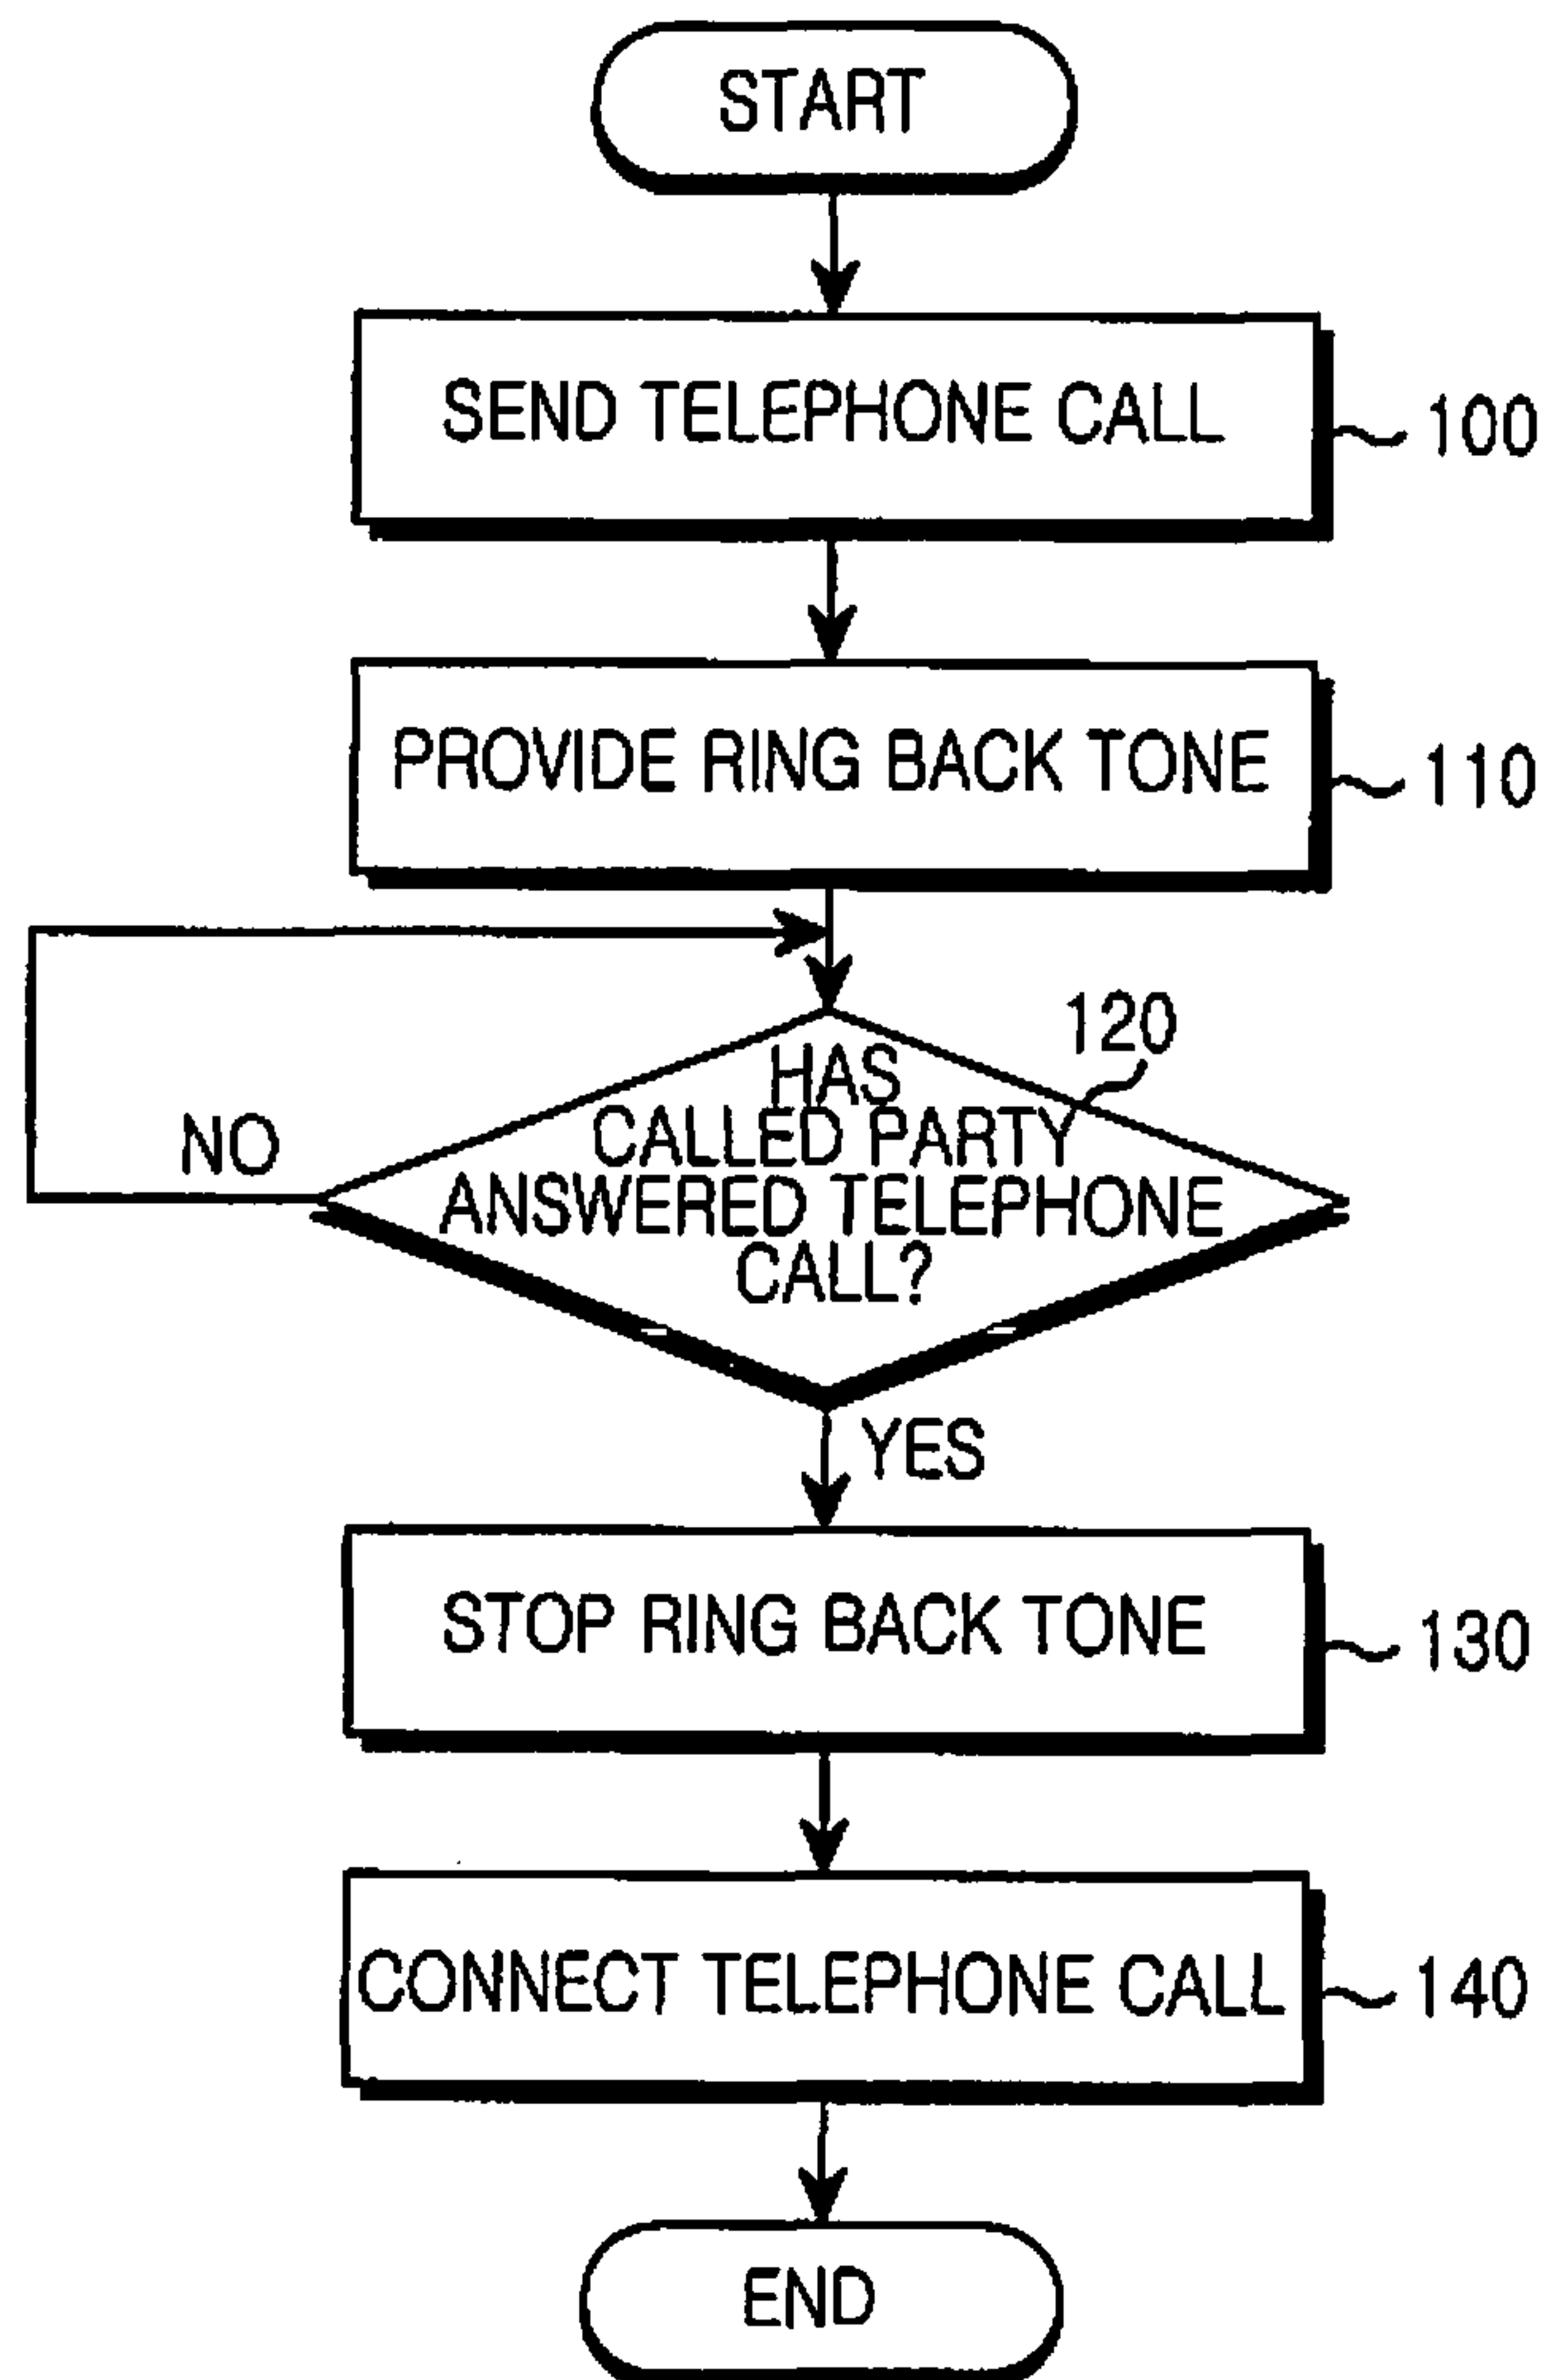 START
SEND TELEPHONE CALL
100
PROVIDE RING BACK TONE
110
120
HAS
CALLED PARTY
ANSWERED TELEPHONE
CALL?
NO
YES
STOP RING BACK TONE
130
CONNECT TELEPHONE CALL
140
END